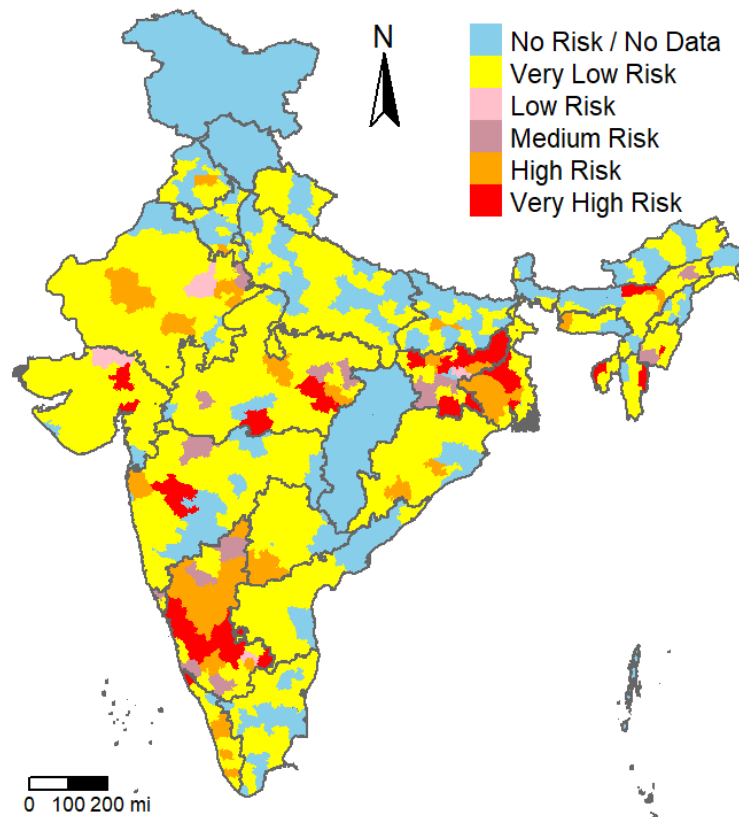 N
No Risk / No Data
Very Low Risk
Low Risk
Medium Risk
High Risk
Very High Risk
0 100 200 mi